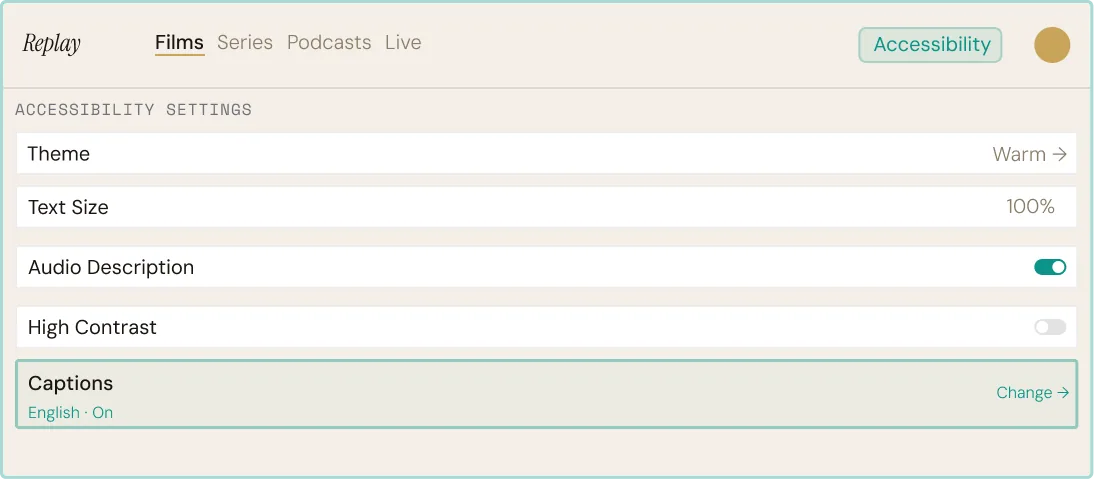 Replay
Films Series Podcasts Live
Accessibility
ACCESSIBILITY SETTINGS
Theme
Warm →
Text Size
100%
Audio Description
High Contrast
Captions
English · On
Change →